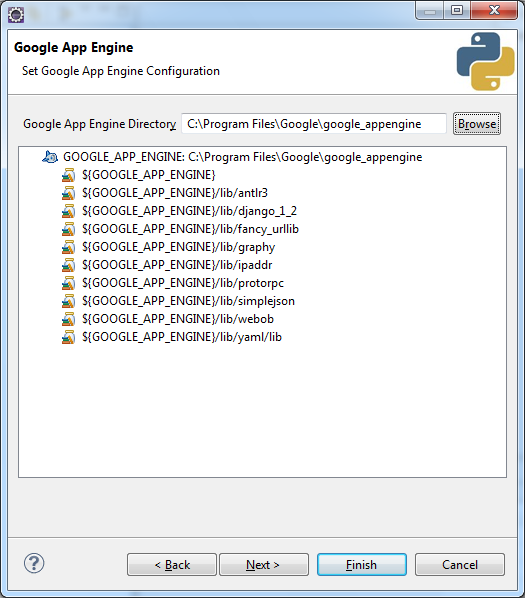 Google App Engine
Set Google App Engine Configuration
Google App Engine Directory C:\Program Files\Google\google_appengine Browse
GOOGLE_APP_ENGINE: C:\Program Files\Google\google_appengine
${GOOGLE_APP_ENGINE}
${GOOGLE_APP_ENGINE}/lib/antlr3
${GOOGLE_APP_ENGINE}/lib/django_1_2
${GOOGLE_APP_ENGINE}/lib/fancy_urllib
${GOOGLE_APP_ENGINE}/lib/graphy
${GOOGLE_APP_ENGINE}/lib/ipaddr
${GOOGLE_APP_ENGINE}/lib/protorpc
${GOOGLE_APP_ENGINE}/lib/simplejson
${GOOGLE_APP_ENGINE}/lib/webob
${GOOGLE_APP_ENGINE}/lib/yaml/lib
? < Back Next > Finish Cancel